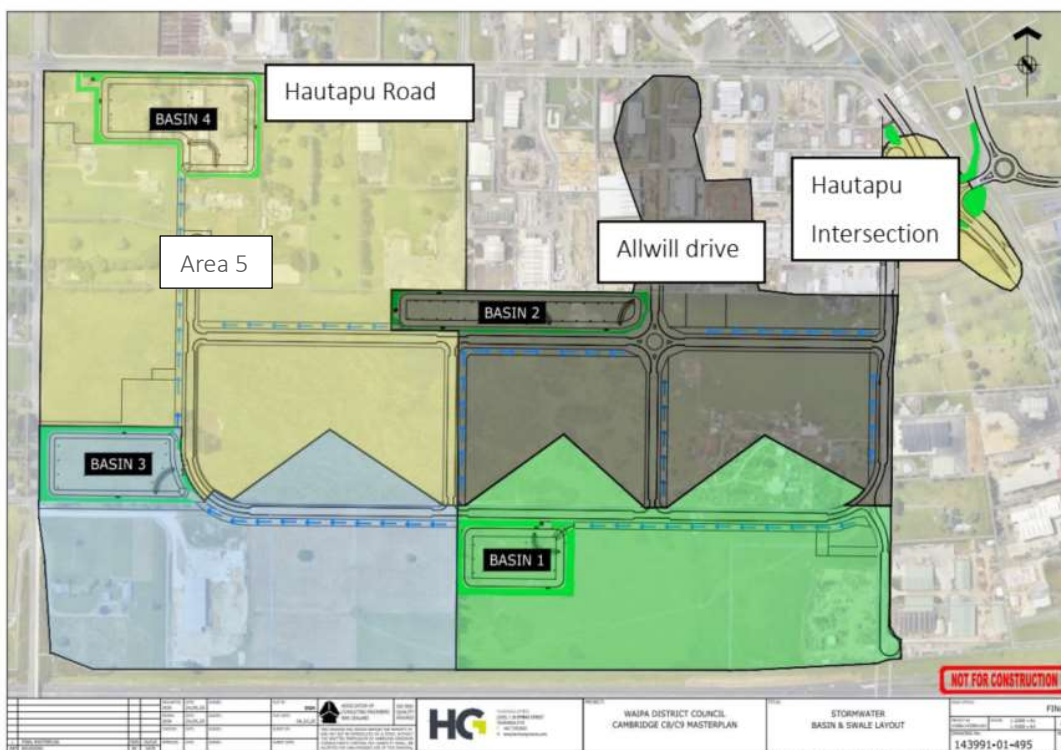 Hautapu Road
BASIN 4
Hautapu
Intersection
Allwill drive
Area 5
BASIN 2
BASIN 3
BASIN 1
NOT FOR CONSTRUCTION
HG
WAIPA DISTRICT COUNCIL
CAMBRIDGE C8/C9 MASTERPLAN
STORMWATER
BASIN & SWALE LAYOUT
143991-01-495